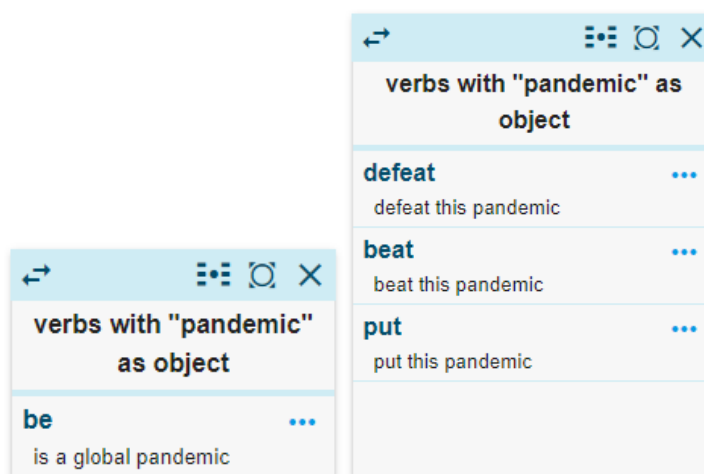 verbs with "pandemic"
as object
be
is a global pandemic
verbs with "pandemic" as
object
defeat
defeat this pandemic
beat
beat this pandemic
put
put this pandemic